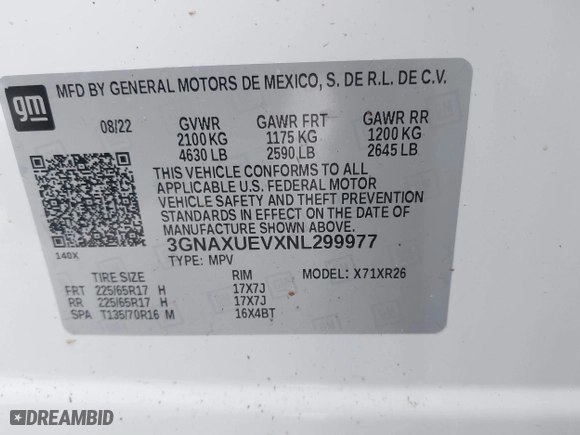 gm
MFD BY GENERAL MOTORS DE MEXICO, S. DE R.L. DE C.V.
08/22 GVWR GAWR FRT GAWR RR
2100 KG 1175 KG 1200 KG
4630 LB 2590 LB 2645 LB
THIS VEHICLE CONFORMS TO ALL
APPLICABLE U.S. FEDERAL MOTOR
VEHICLE SAFETY AND THEFT PREVENTION
STANDARDS IN EFFECT ON THE DATE OF
MANUFACTURE SHOWN ABOVE.
3GNAXUEVXNL299977
140X
TYPE: MPV MODEL: X71XR26
TIRE SIZE RIM
FRT 225/65R17 H 17X7J
RR 225/65R17 H 17X7J
SPA T135/70R16 M 16X4BT
DREAMBID